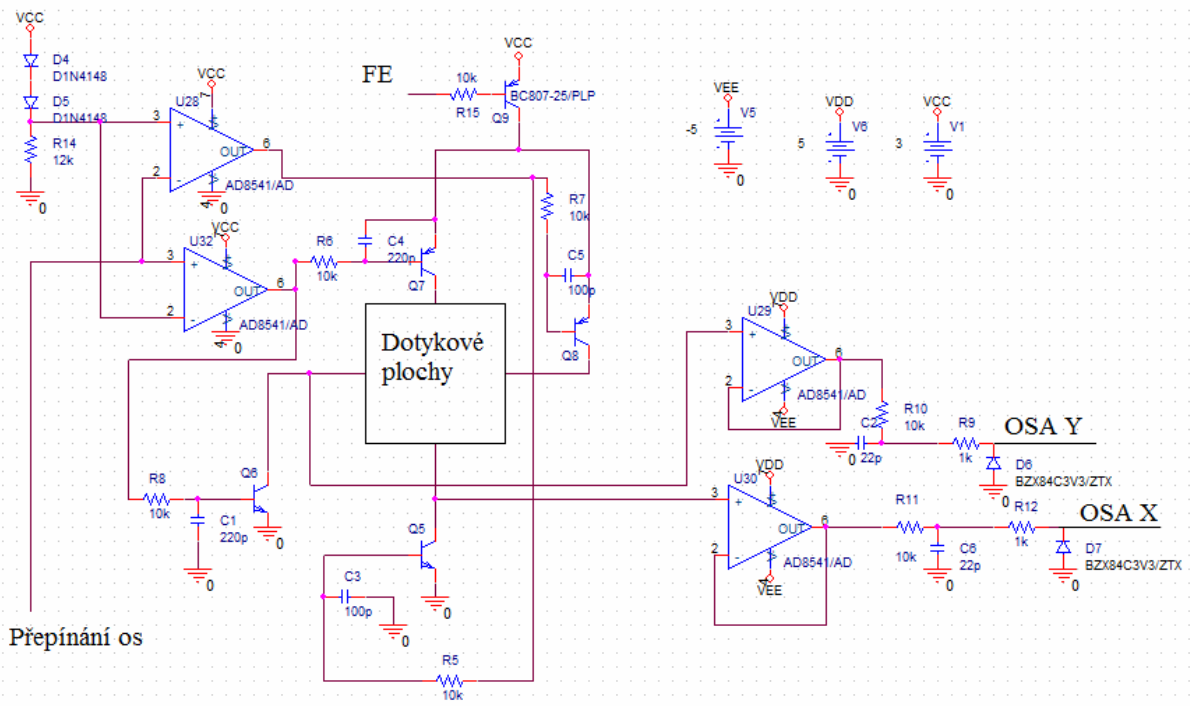 VCC
D4
D1N4148
D5
D1N4148
R14
12k
0
U28
VCC
7
3
+
2
-
OUT
6
4
0
AD8541/AD
U32
VCC
3
+
2
-
OUT
6
4
0
AD8541/AD
FE
10k
R15
VCC
BC807-25/PLP
Q9
R6
10k
C4
220p
Q7
R7
10k
C5
100p
Q8
Dotykové
plochy
VEE
V5
-5
0
VDD
V6
5
0
VCC
V1
3
0
U29
VDD
7
3
+
2
-
OUT
6
AD8541/AD
4
VEE
R10
10k
C2
22p
0
R9
1k
OSA Y
D6
BZX84C3V3/ZTX
0
U30
VDD
7
3
+
2
-
OUT
6
AD8541/AD
4
VEE
R11
10k
C6
22p
0
R12
1k
OSA X
D7
BZX84C3V3/ZTX
0
R8
10k
C1
220p
0
Q6
0
Q5
0
C3
100p
0
R5
10k
Přepínání os